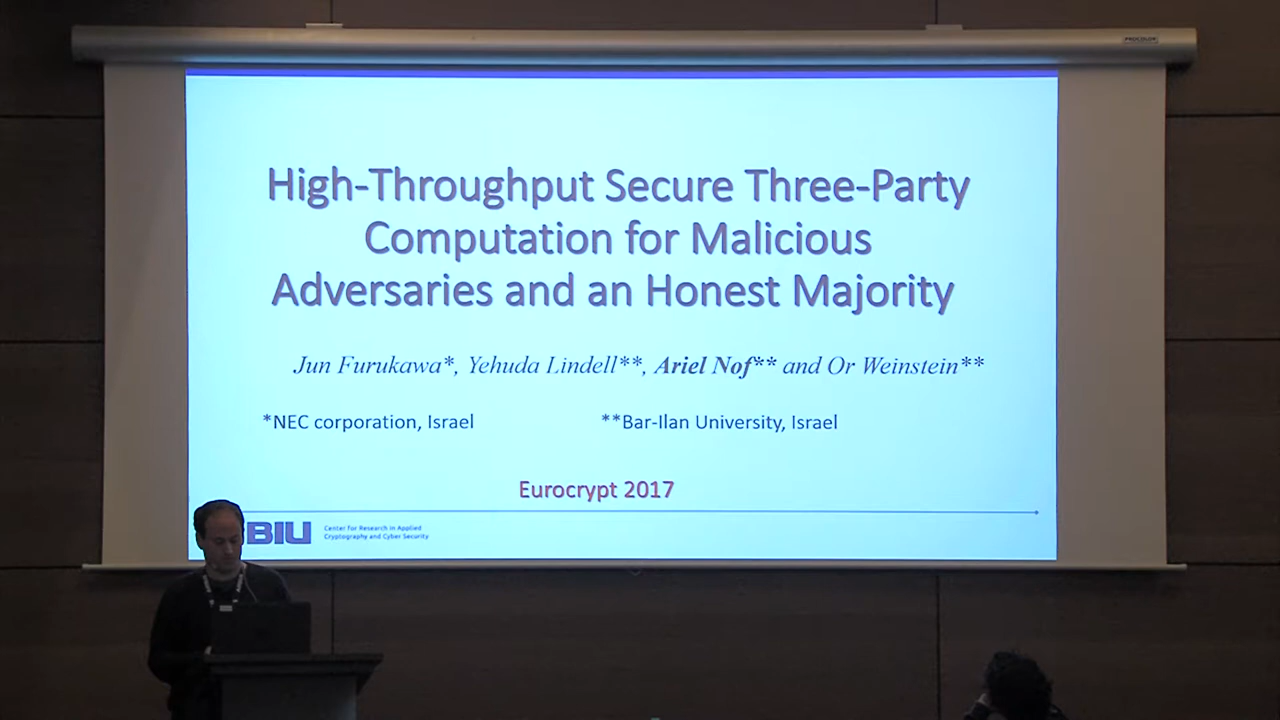 PROCOLOR
High-Throughput Secure Three-Party
Computation for Malicious
Adversaries and an Honest Majority
Jun Furukawa*, Yehuda Lindell**, Ariel Nof** and Or Weinstein**
*NEC corporation, Israel
**Bar-Ilan University, Israel
Eurocrypt 2017
BIU
Center for Research in Applied
Cryptography and Cyber Security